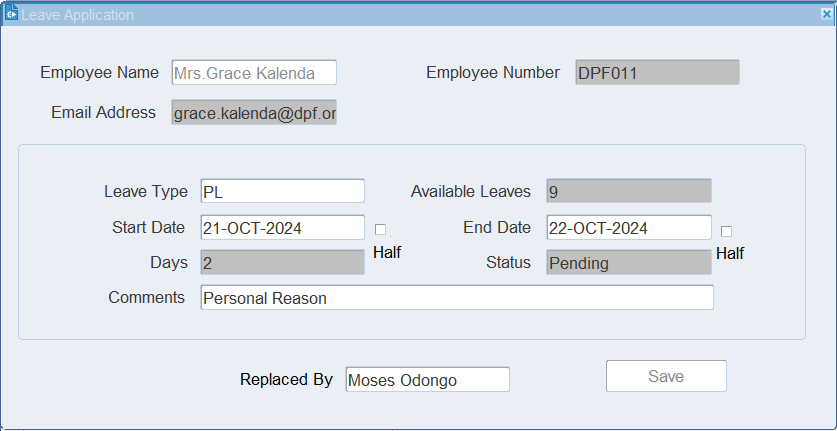 Leave Application
Employee Name Mrs.Grace Kalenda Employee Number DPF011
Email Address grace.kalenda@dpf.or
Leave Type PL Available Leaves 9
Start Date 21-OCT-2024 Half End Date 22-OCT-2024 Half
Days 2 Status Pending
Comments Personal Reason
Replaced By Moses Odongo Save